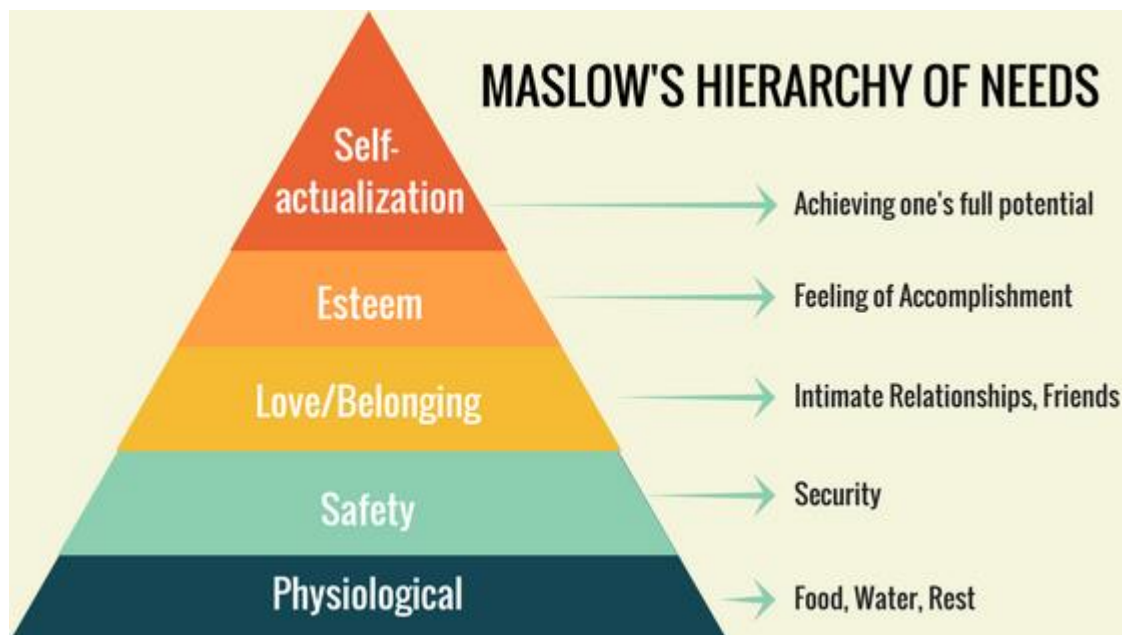 MASLOW'S HIERARCHY OF NEEDS
Self-
actualization
Achieving one's full potential
Esteem
Feeling of Accomplishment
Love/Belonging
Intimate Relationships, Friends
Safety
Security
Physiological
Food, Water, Rest